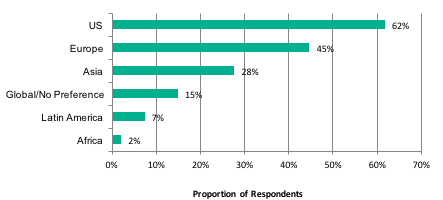 US 62%
Europe 45%
Asia 28%
Global/No Preference 15%
Latin America 7%
Africa 2%
0% 10% 20% 30% 40% 50% 60% 70%
Proportion of Respondents